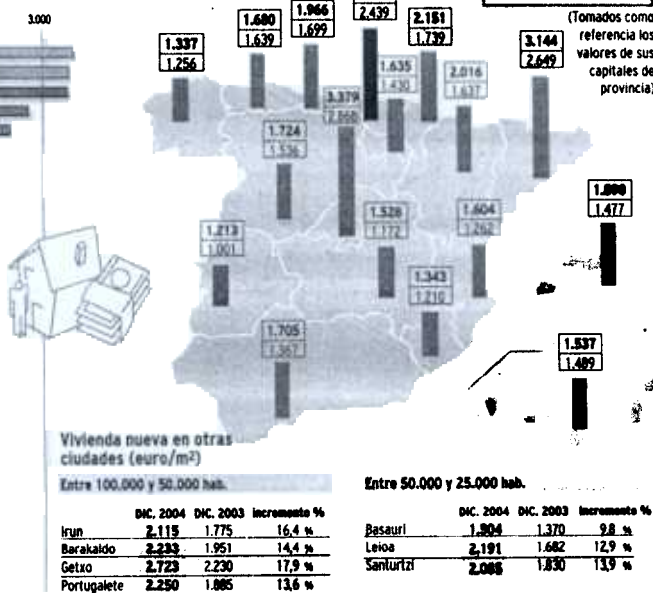 3.000
(Tomados como
referencia los
valores de sus
capitales de
provincia)
1.337
1.256
1.680
1.639
1.966
1.699
2.439
2.151
1.739
3.144
2.649
1.635
1.430
2.016
1.637
3.379
2.868
1.724
1.536
1.477
1.213
1.001
1.526
1.172
1.604
1.262
1.343
1.210
1.537
1.489
1.705
1.367
Vivienda nueva en otras
ciudades (euro/m²)
Entre 100.000 y 50.000 hab.
DIC. 2004 DIC. 2003 Incremento %
Irun 2.115 1.775 16,4 %
Barakaldo 2.233 1.951 14,4 %
Getxo 2.723 2.230 17,9 %
Portugalete 2.250 1.885 13,6 %
Entre 50.000 y 25.000 hab.
DIC. 2004 DIC. 2003 Incremento %
Basauri 1.370 9,8 %
Leioa 2,191 1.682 12,9 %
Santurtzi 2.085 1.830 13,9 %